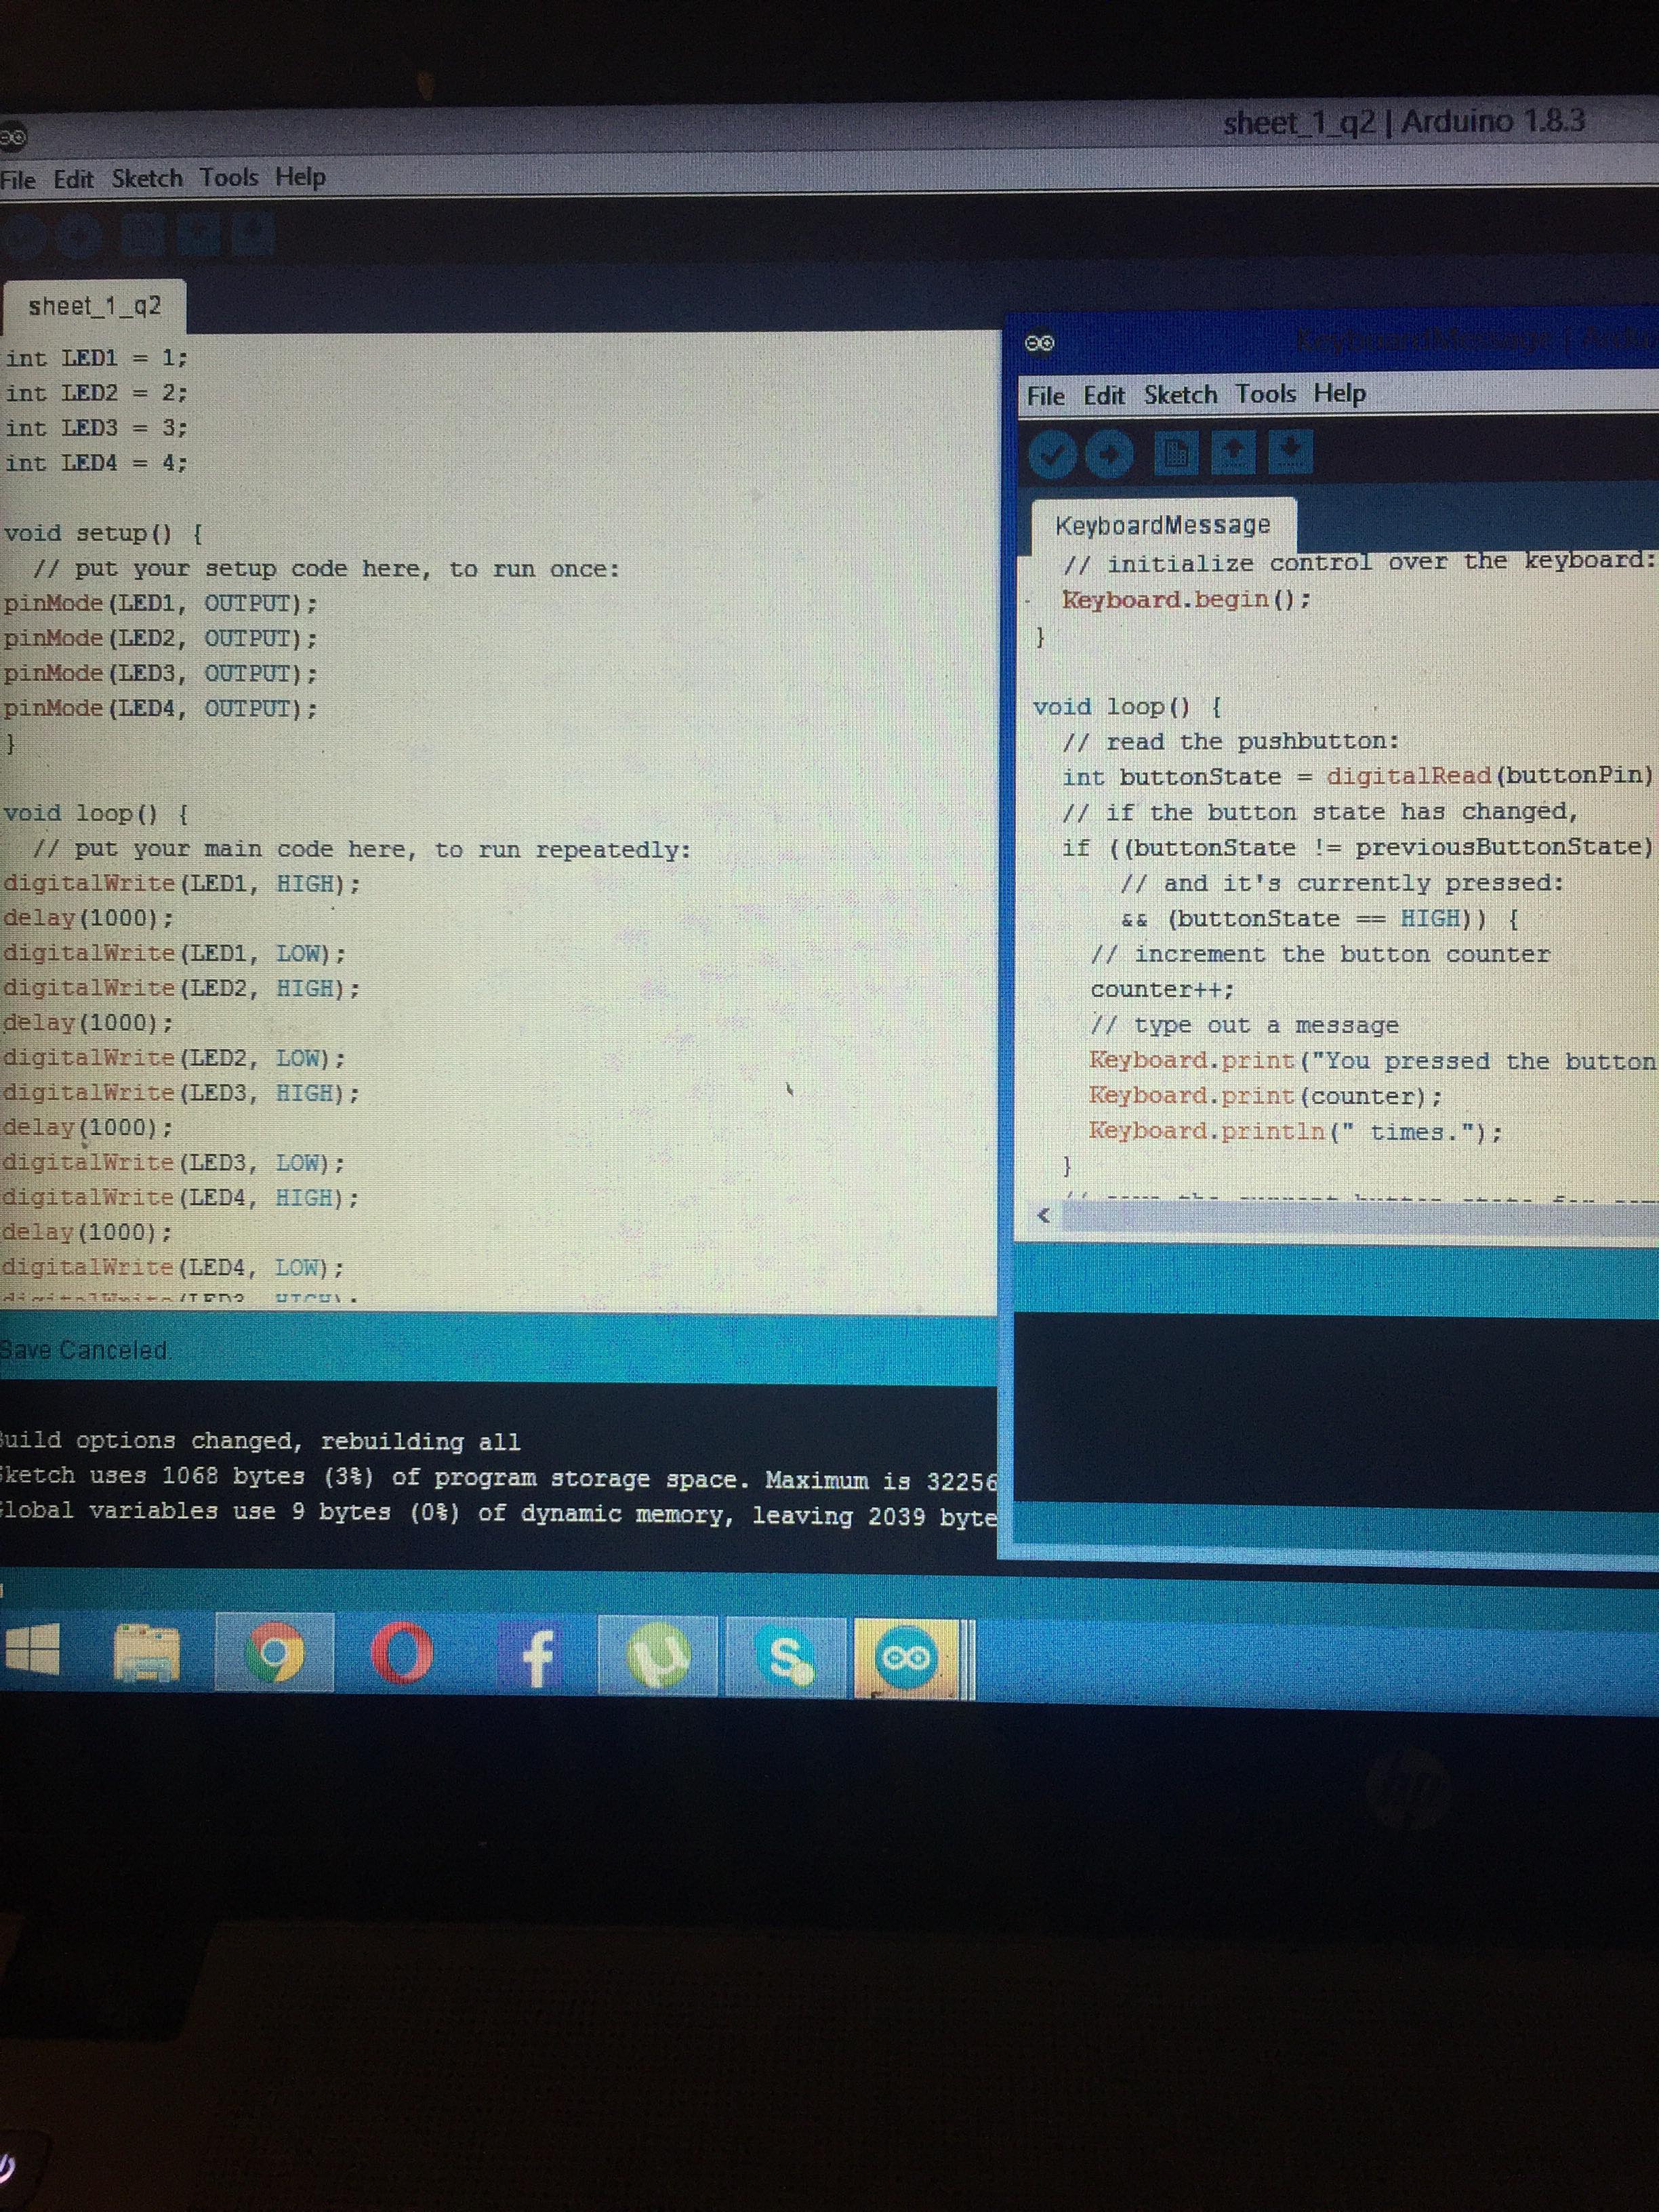 sheet_1_q2 | Arduino 1.8.3
File Edit Sketch Tools Help
sheet_1_q2
int LED1 = 1;
int LED2 = 2;
int LED3 = 3;
int LED4 = 4;
void setup() {
// put your setup code here, to run once:
pinMode(LED1, OUTPUT);
pinMode(LED2, OUTPUT);
pinMode(LED3, OUTPUT);
pinMode(LED4, OUTPUT);
}
void loop() {
// put your main code here, to run repeatedly:
digitalWrite(LED1, HIGH);
delay(1000);
digitalWrite(LED1, LOW);
digitalWrite(LED2, HIGH);
delay(1000);
digitalWrite(LED2, LOW);
digitalWrite(LED3, HIGH);
delay(1000);
digitalWrite(LED3, LOW);
digitalWrite(LED4, HIGH);
delay(1000);
digitalWrite(LED4, LOW);
Save Canceled.
uild options changed, rebuilding all
ketch uses 1068 bytes (3%) of program storage space. Maximum is 32256
lobal variables use 9 bytes (0%) of dynamic memory, leaving 2039 byte
KeyboardMessage | Ardu
File Edit Sketch Tools Help
KeyboardMessage
// initialize control over the keyboard:
Keyboard.begin();
}
void loop() {
// read the pushbutton:
int buttonState = digitalRead(buttonPin)
// if the button state has changed,
if ((buttonState != previousButtonState)
// and it's currently pressed:
&& (buttonState == HIGH)) {
// increment the button counter
counter++;
// type out a message
Keyboard.print("You pressed the button
Keyboard.print(counter);
Keyboard.println(" times.");
}
hp